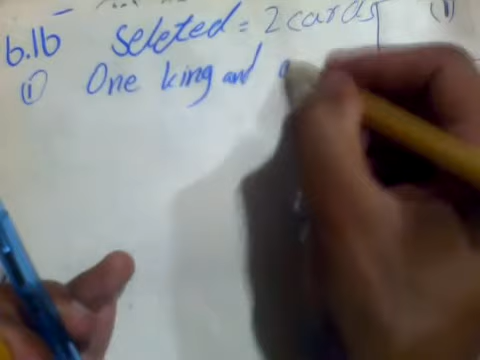 6.16 Seleted = 2 cards (1)
(i) One king and